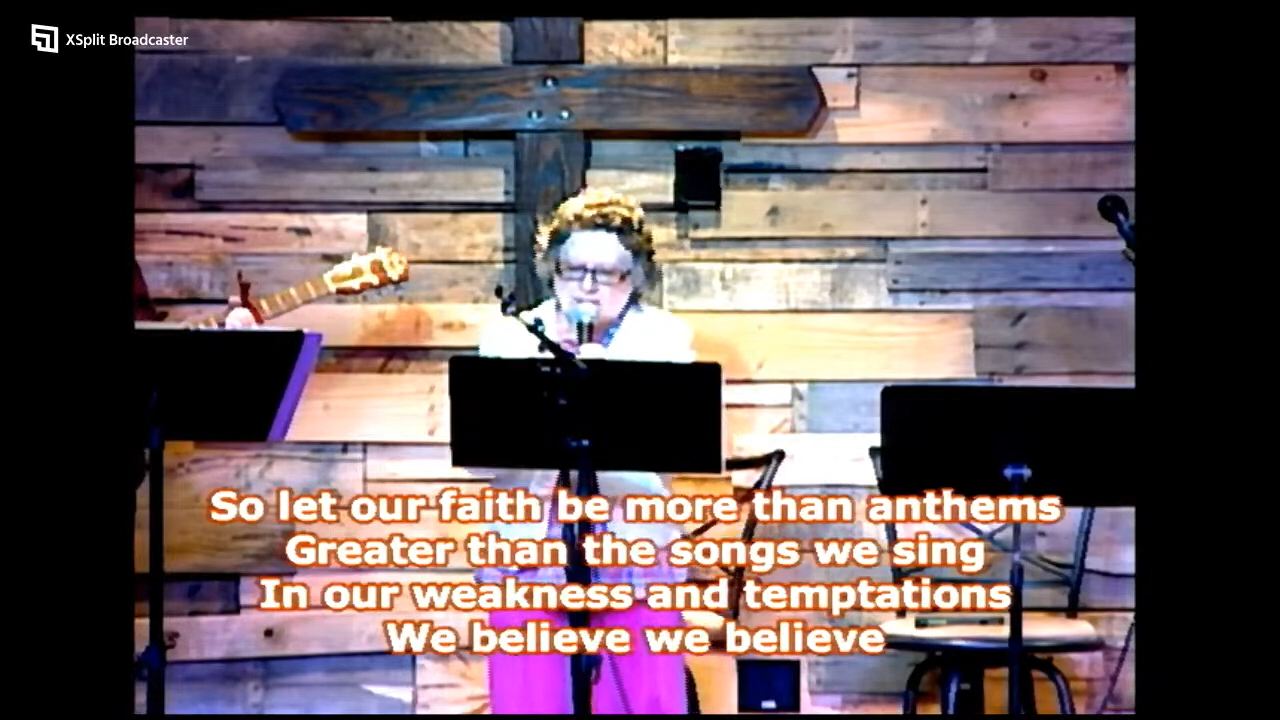 XSplit Broadcaster
So let our faith be more than anthems
Greater than the songs we sing
In our weakness and temptations
We believe we believe